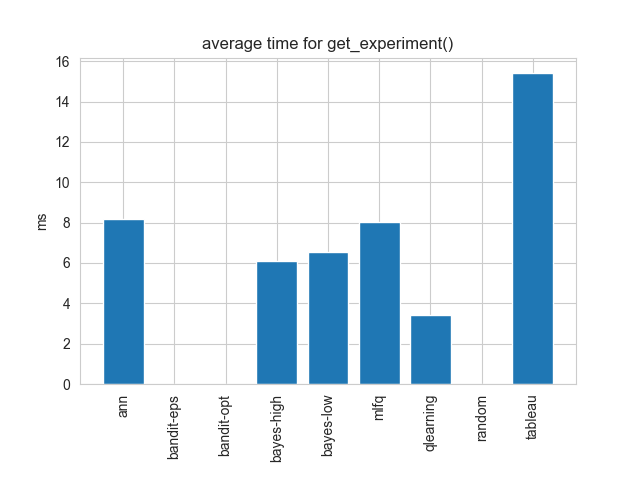 average time for get_experiment()
16
14
12
10
8
6
4
2
0
ms
ann
bandit-eps
bandit-opt
bayes-high
bayes-low
mlfq
qlearning
random
tableau